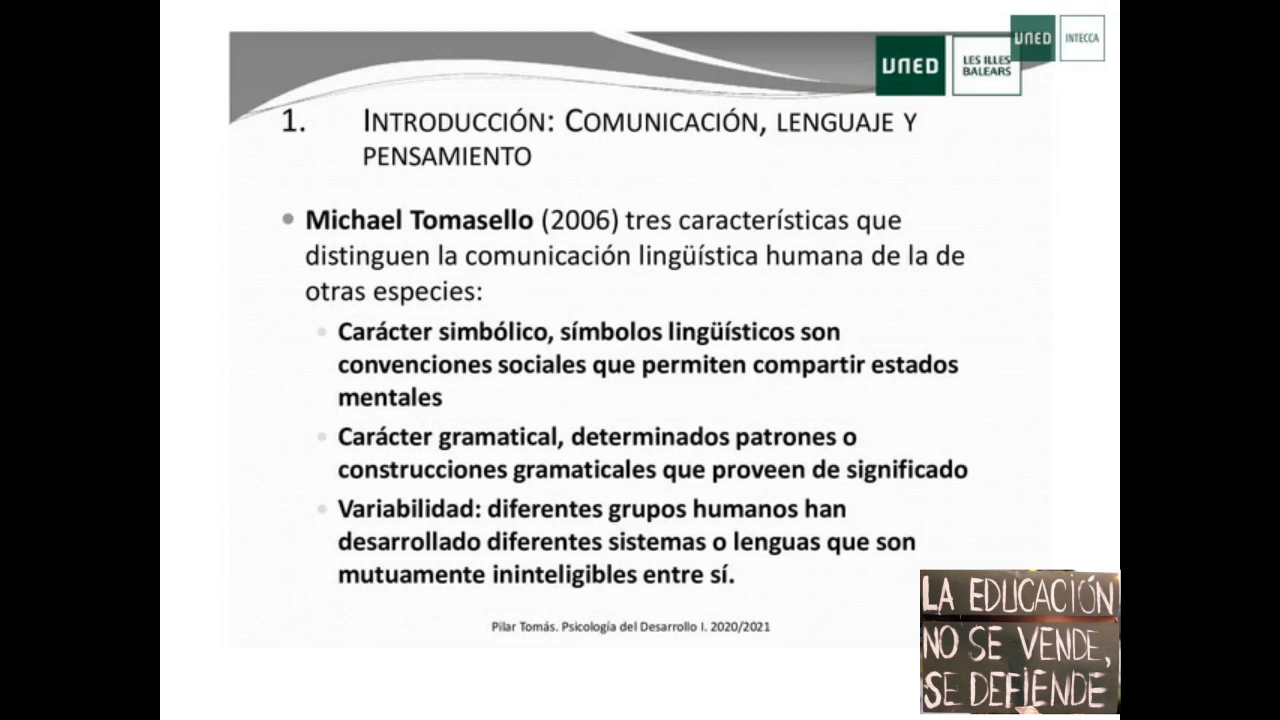 UNED
INTECCA
UNED
LES ILLES
BALEARS
1. INTRODUCCIÓN: COMUNICACIÓN, LENGUAJE Y
PENSAMIENTO
• Michael Tomasello (2006) tres características que
distinguen la comunicación lingüística humana de la de
otras especies:
• Carácter simbólico, símbolos lingüísticos son
convenciones sociales que permiten compartir estados
mentales
• Carácter gramatical, determinados patrones o
construcciones gramaticales que proveen de significado
• Variabilidad: diferentes grupos humanos han
desarrollado diferentes sistemas o lenguas que son
mutuamente ininteligibles entre sí.
Pilar Tomás. Psicología del Desarrollo I. 2020/2021
LA EDUCACIÓN
NO SE VENDE,
SE DEFIENDE